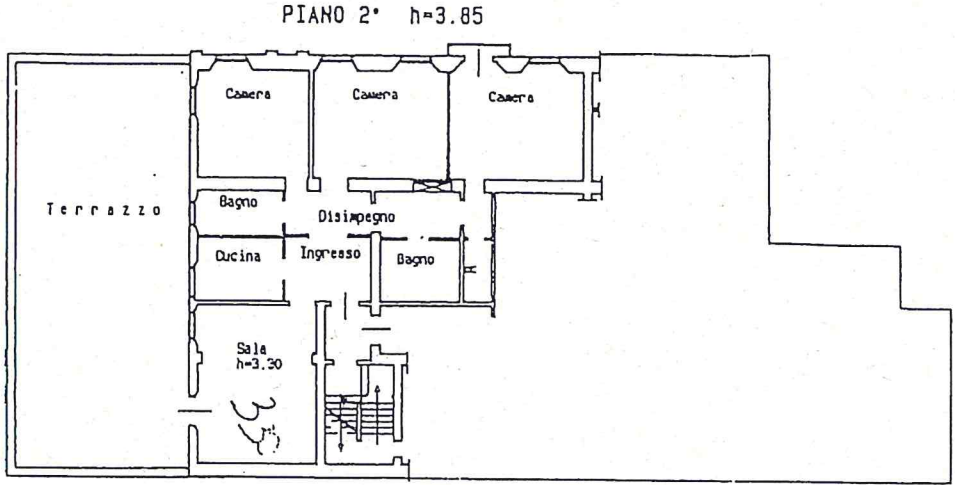 PIANO 2° h=3.85
Camera
Camera
Camera
Terrazzo
Bagno
Disimpegno
Cucina
Ingresso
Bagno
Sala
h=3.30